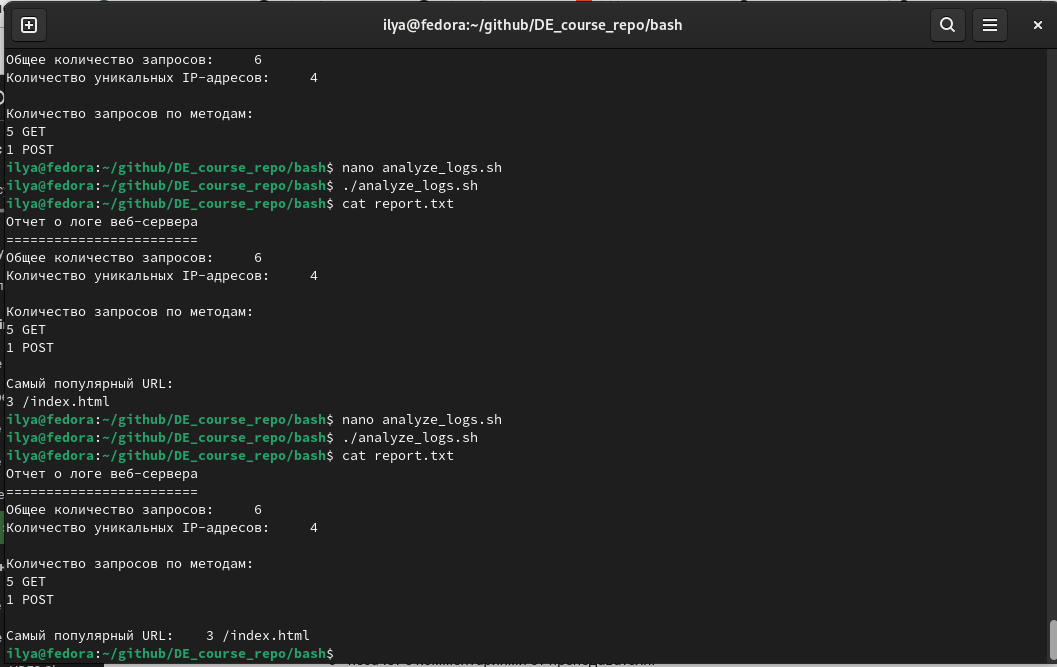 ilya@fedora:~/github/DE_course_repo/bash
Общее количество запросов:     6
Количество уникальных IP-адресов:     4

Количество запросов по методам:
5 GET
1 POST
ilya@fedora:~/github/DE_course_repo/bash$ nano analyze_logs.sh
ilya@fedora:~/github/DE_course_repo/bash$ ./analyze_logs.sh
ilya@fedora:~/github/DE_course_repo/bash$ cat report.txt
Отчет о логе веб-сервера
========================
Общее количество запросов:     6
Количество уникальных IP-адресов:     4

Количество запросов по методам:
5 GET
1 POST

Самый популярный URL:
3 /index.html
ilya@fedora:~/github/DE_course_repo/bash$ nano analyze_logs.sh
ilya@fedora:~/github/DE_course_repo/bash$ ./analyze_logs.sh
ilya@fedora:~/github/DE_course_repo/bash$ cat report.txt
Отчет о логе веб-сервера
========================
Общее количество запросов:     6
Количество уникальных IP-адресов:     4

Количество запросов по методам:
5 GET
1 POST

Самый популярный URL:    3 /index.html
ilya@fedora:~/github/DE_course_repo/bash$